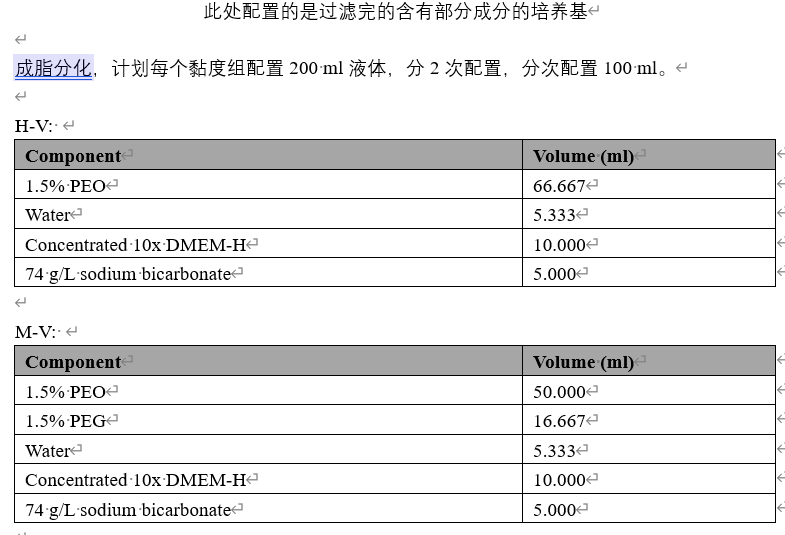 此处配置的是过滤完的含有部分成分的培养基
成脂分化，计划每个黏度组配置 200 ml 液体，分 2 次配置，分次配置 100 ml。
H-V:
Component Volume (ml)
1.5% PEO 66.667
Water 5.333
Concentrated 10x DMEM-H 10.000
74 g/L sodium bicarbonate 5.000
M-V:
Component Volume (ml)
1.5% PEO 50.000
1.5% PEG 16.667
Water 5.333
Concentrated 10x DMEM-H 10.000
74 g/L sodium bicarbonate 5.000